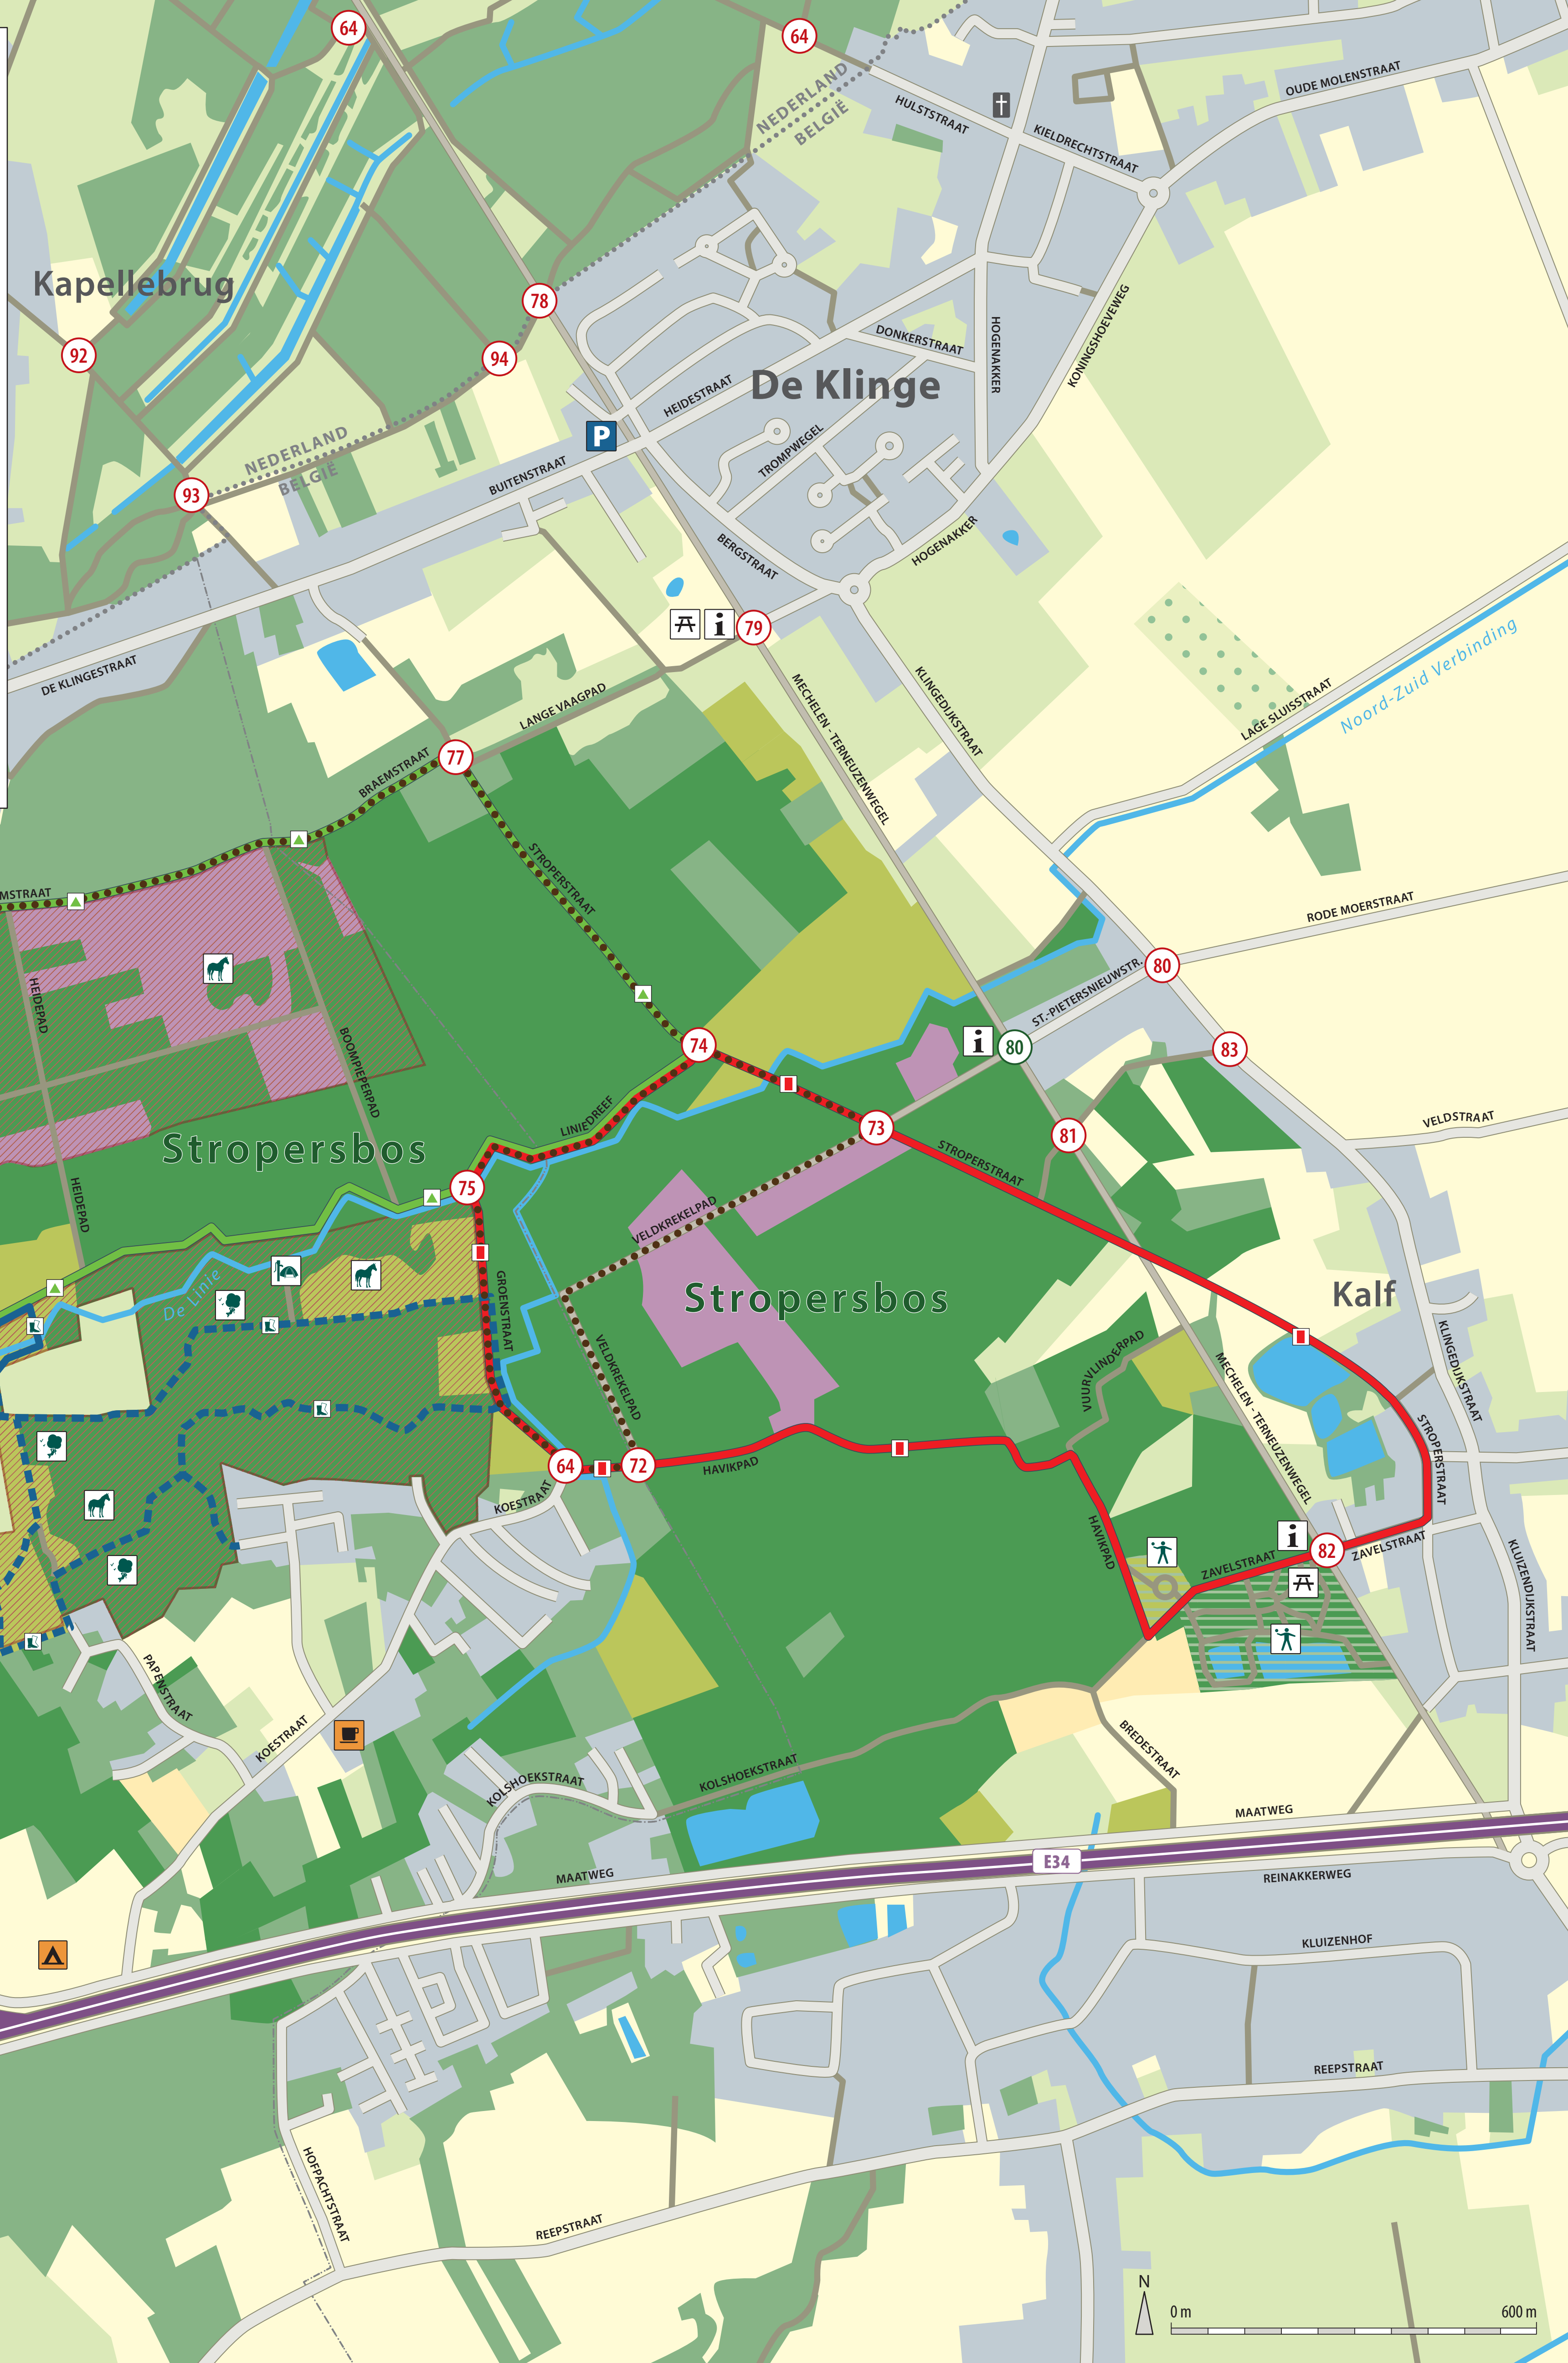 64
64
NEDERLAND
BELGIË
HULSTSTRAAT
KIELDRECHTSTRAAT
OUDE MOLENSTRAAT
Kapellebrug
78
92
94
DONKERSTRAAT
HOGENAKKER
KONINGSHOEVEWEG
De Klinge
HEIDESTRAAT
P
TROMPWEGEL
NEDERLAND
BELGIË
BUITENSTRAAT
93
BERGSTRAAT
HOGENAKKER
i
79
DE KLINGESTRAAT
LANGE VAAGPAD
MECHELEN - TERNEUZENWEGEL
KLINGEDIJKSTRAAT
LAGE SLUISSTRAAT
Noord-Zuid Verbinding
77
BRAEMSTRAAT
STROPERSTRAAT
MSTRAAT
RODE MOERSTRAAT
80
ST.-PIETERSNIEUWSTR.
HEIDEPAD
BOOMPIEPERPAD
74
i
80
83
LINIEDREEF
73
81
VELDSTRAAT
Stropersbos
STROPERSTRAAT
75
HEIDEPAD
VELDKREKELPAD
De Linie
GROENSTRAAT
Stropersbos
Kalf
VELDKREKELPAD
VUURVLINDERPAD
MECHELEN - TERNEUZENWEGEL
KLINGEDIJKSTRAAT
STROPERSTRAAT
64
72
HAVIKPAD
KOESTRAAT
HAVIKPAD
i
82
ZAVELSTRAAT
ZAVELSTRAAT
KLUIZENDIJKSTRAAT
PAPENSTRAAT
KOESTRAAT
KOLSHOEKSTRAAT
KOLSHOEKSTRAAT
BREDESTRAAT
MAATWEG
E34
MAATWEG
REINAKKERWEG
KLUIZENHOF
REEPSTRAAT
HOFPACHTSTRAAT
REEPSTRAAT
N
0 m
600 m